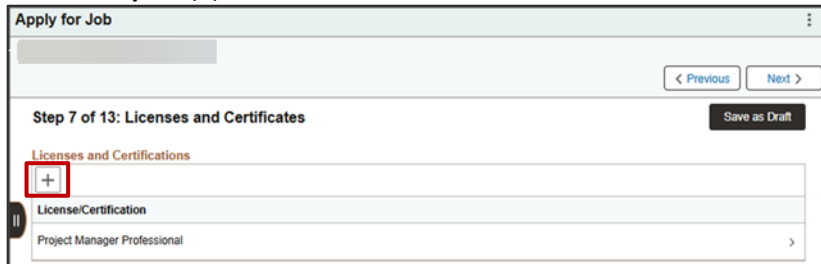 Apply for Job
< Previous
Next >
Step 7 of 13: Licenses and Certificates
Save as Draft
Licenses and Certifications
+
License/Certification
Project Manager Professional >